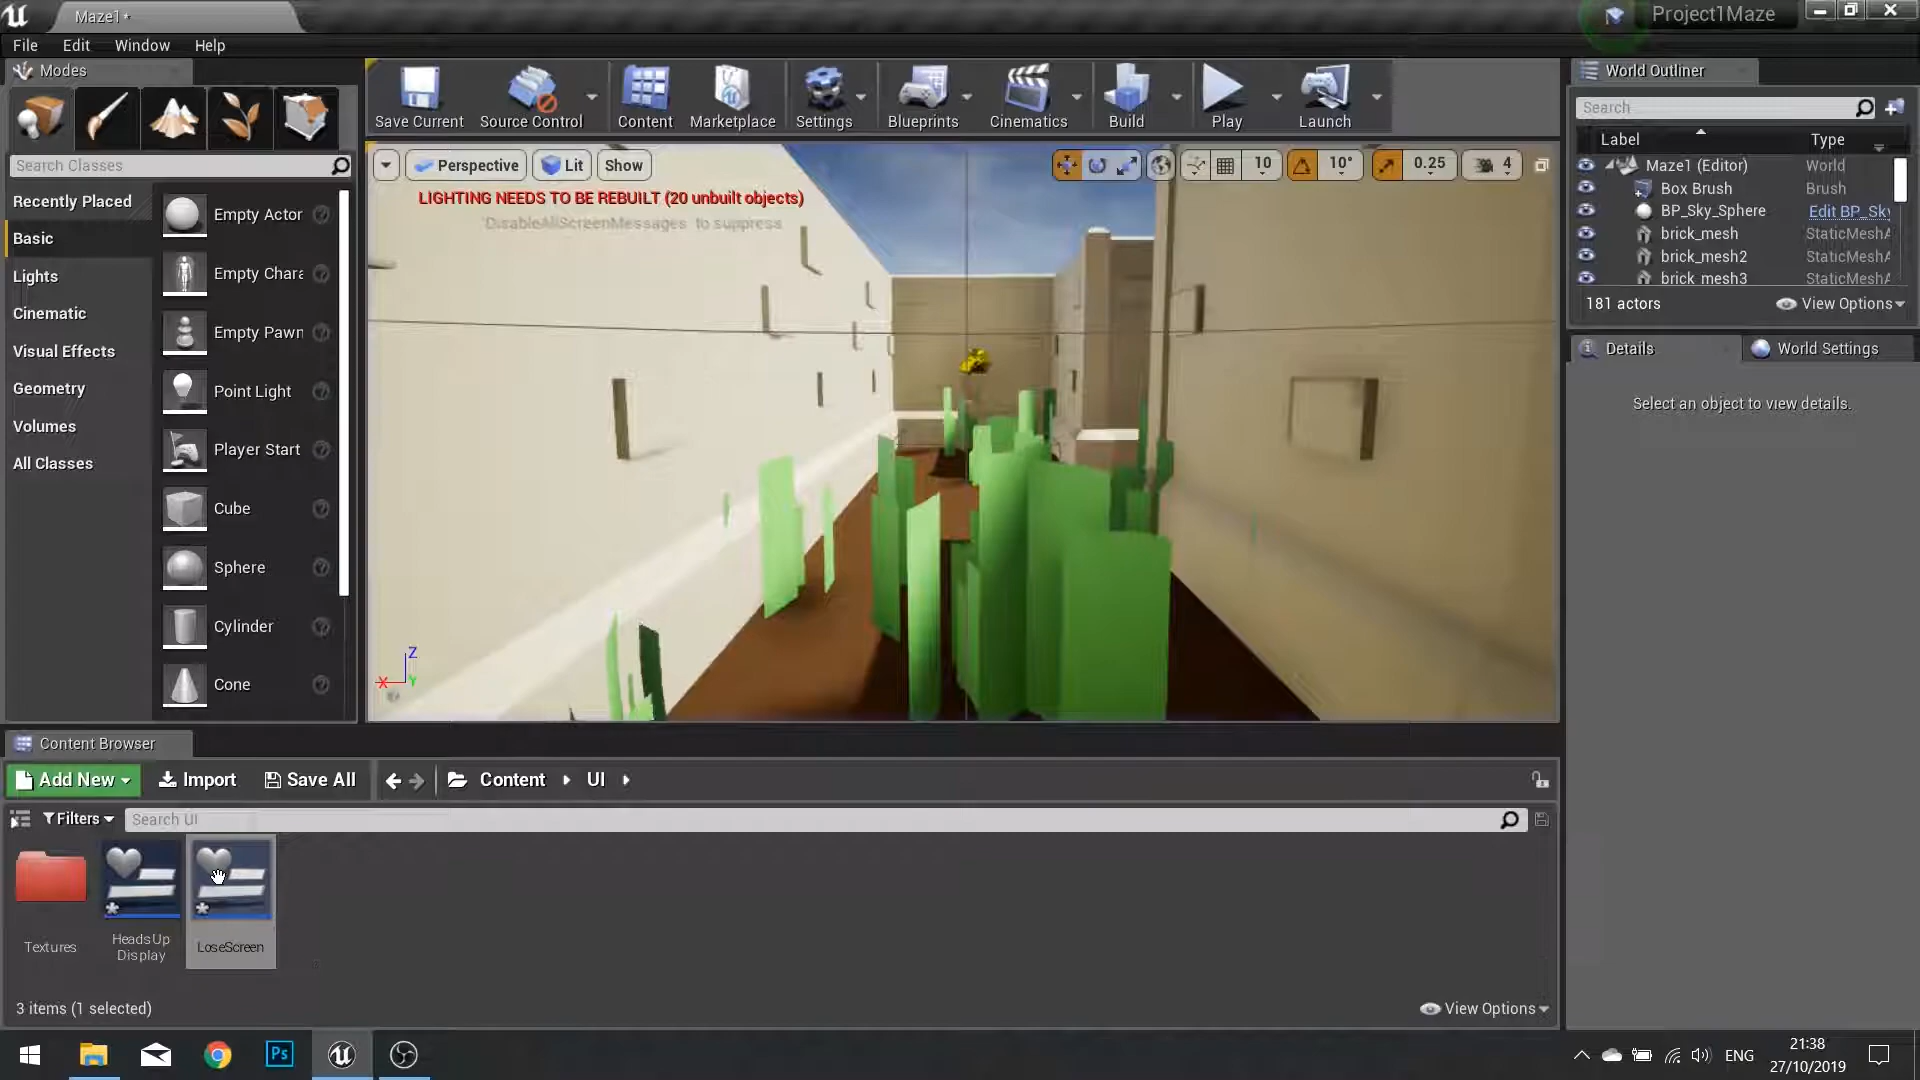 Maze1*
Project1Maze
File Edit Window Help
Modes
Search Classes
Recently Placed
Basic
Lights
Cinematic
Visual Effects
Geometry
Volumes
All Classes
Empty Actor
Empty Chara
Empty Pawn
Point Light
Player Start
Cube
Sphere
Cylinder
Cone
Save Current
Source Control
Content
Marketplace
Settings
Blueprints
Cinematics
Build
Play
Launch
Perspective
Lit
Show
10
10°
0.25
4
LIGHTING NEEDS TO BE REBUILT (20 unbuilt objects)
'DisableAllScreenMessages' to suppress
Z
X
Y
World Outliner
Search
Label Type
Maze1 (Editor) World
Box Brush Brush
BP_Sky_Sphere Edit BP_Sky
brick_mesh StaticMeshA
brick_mesh2 StaticMeshA
brick_mesh3 StaticMeshA
181 actors
View Options
Details
World Settings
Select an object to view details.
Content Browser
Add New
Import
Save All
Content
UI
Filters
Search UI
Textures
HeadsUp
Display
LoseScreen
3 items (1 selected)
View Options
Ps
ENG
21:38
27/10/2019